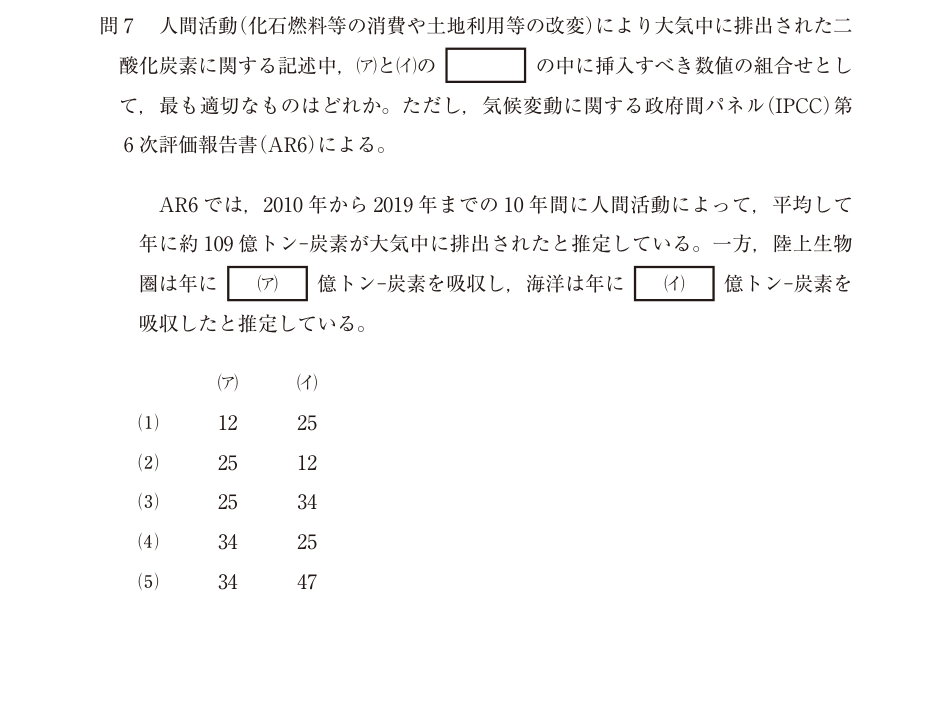 問7　人間活動(化石燃料等の消費や土地利用等の改変)により大気中に排出された二
酸化炭素に関する記述中，㋐と㋑の　　　の中に挿入すべき数値の組合せとし
て，最も適切なものはどれか。ただし，気候変動に関する政府間パネル(IPCC)第
6次評価報告書(AR6)による。
AR6では，2010年から2019年までの10年間に人間活動によって，平均して
年に約109億トン−炭素が大気中に排出されたと推定している。一方，陸上生物
圏は年に (ア) 億トン−炭素を吸収し，海洋は年に (イ) 億トン−炭素を
吸収したと推定している。
(ア)　(イ)
(1)　12　25
(2)　25　12
(3)　25　34
(4)　34　25
(5)　34　47